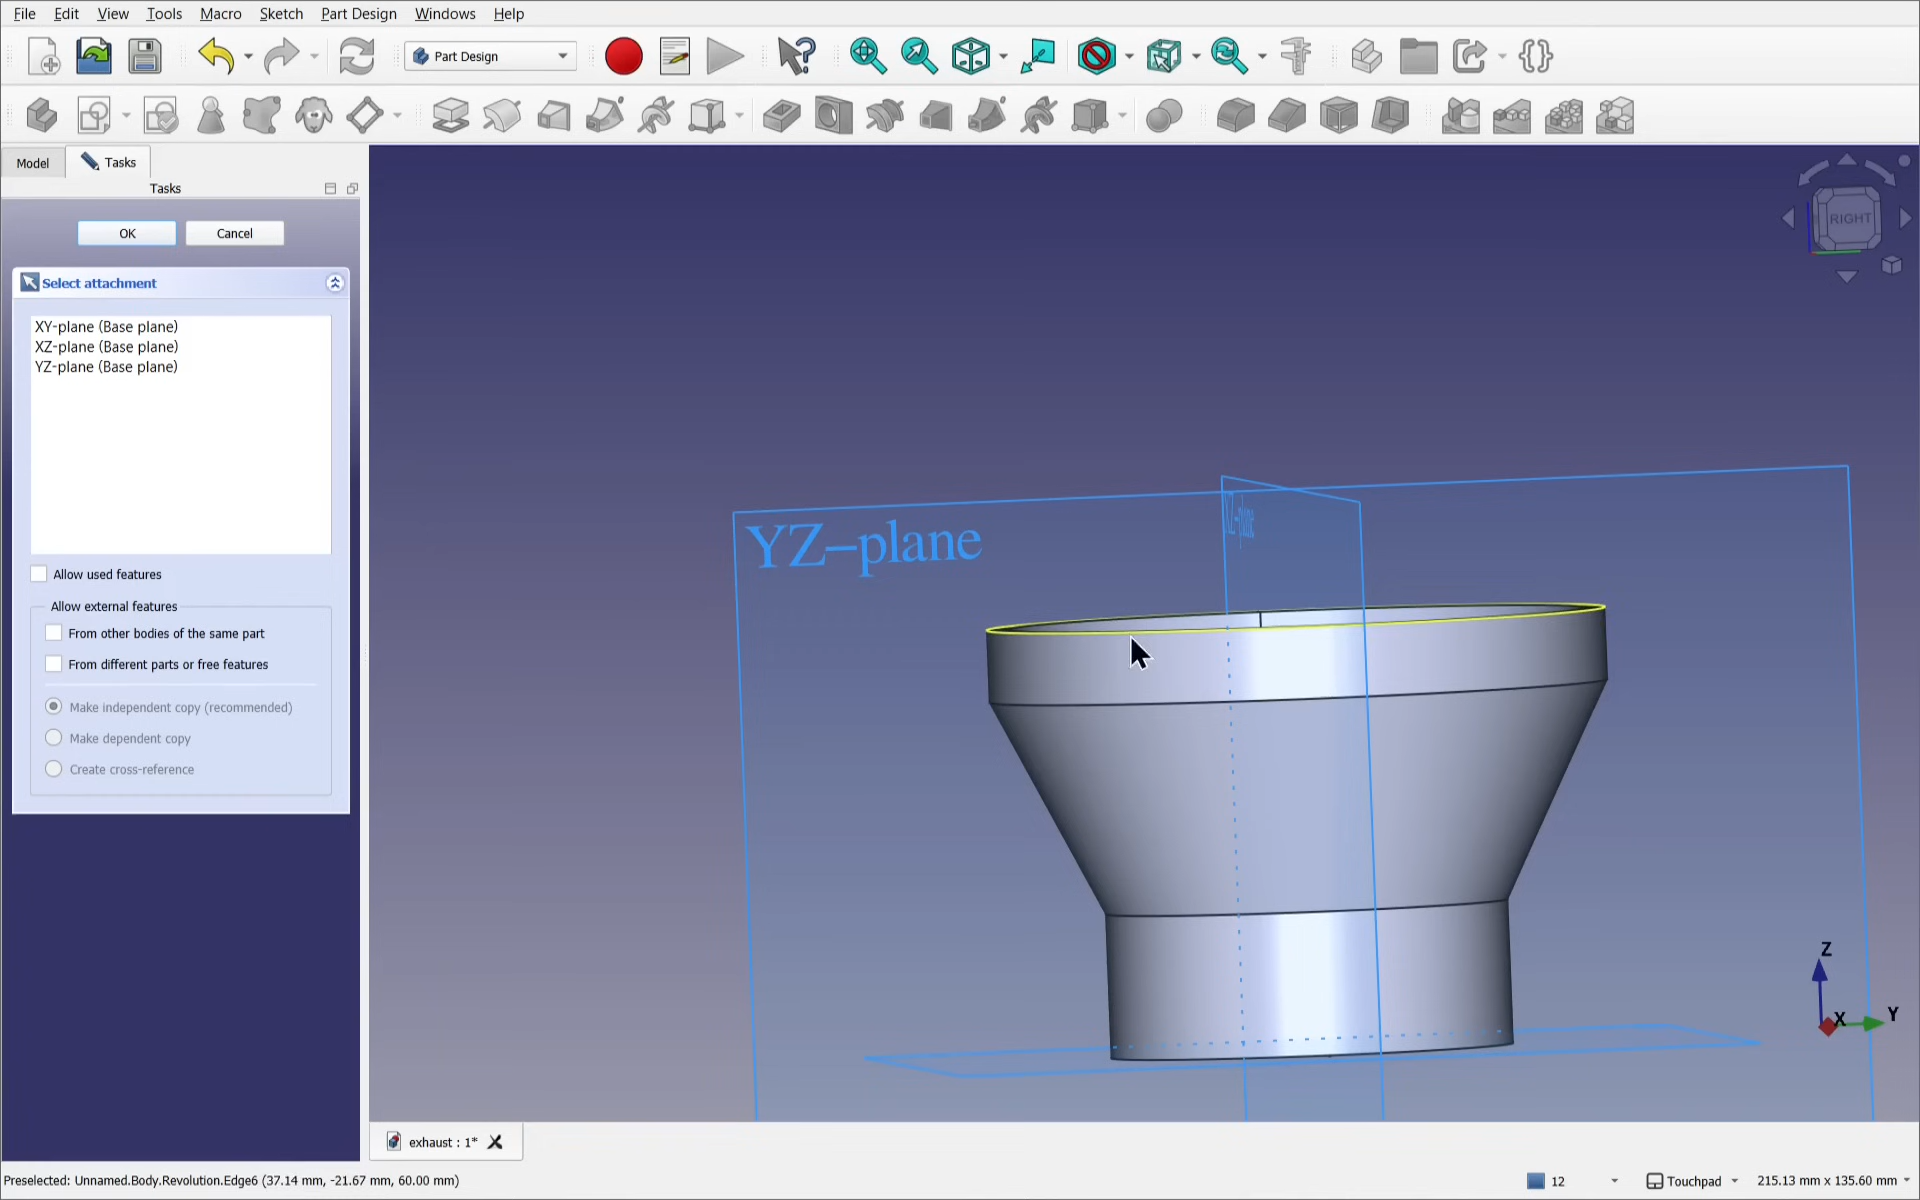 File Edit View Tools Macro Sketch Part Design Windows Help
Part Design
Model Tasks
Tasks
OK Cancel
Select attachment
XY-plane (Base plane)
XZ-plane (Base plane)
YZ-plane (Base plane)
Allow used features
Allow external features
From other bodies of the same part
From different parts or free features
Make independent copy (recommended)
Make dependent copy
Create cross-reference
RIGHT
YZ-plane
XZ-plane
Z
X
Y
exhaust : 1*
Preselected: Unnamed.Body.Revolution.Edge6 (37.14 mm, -21.67 mm, 60.00 mm)
12 Touchpad 215.13 mm x 135.60 mm